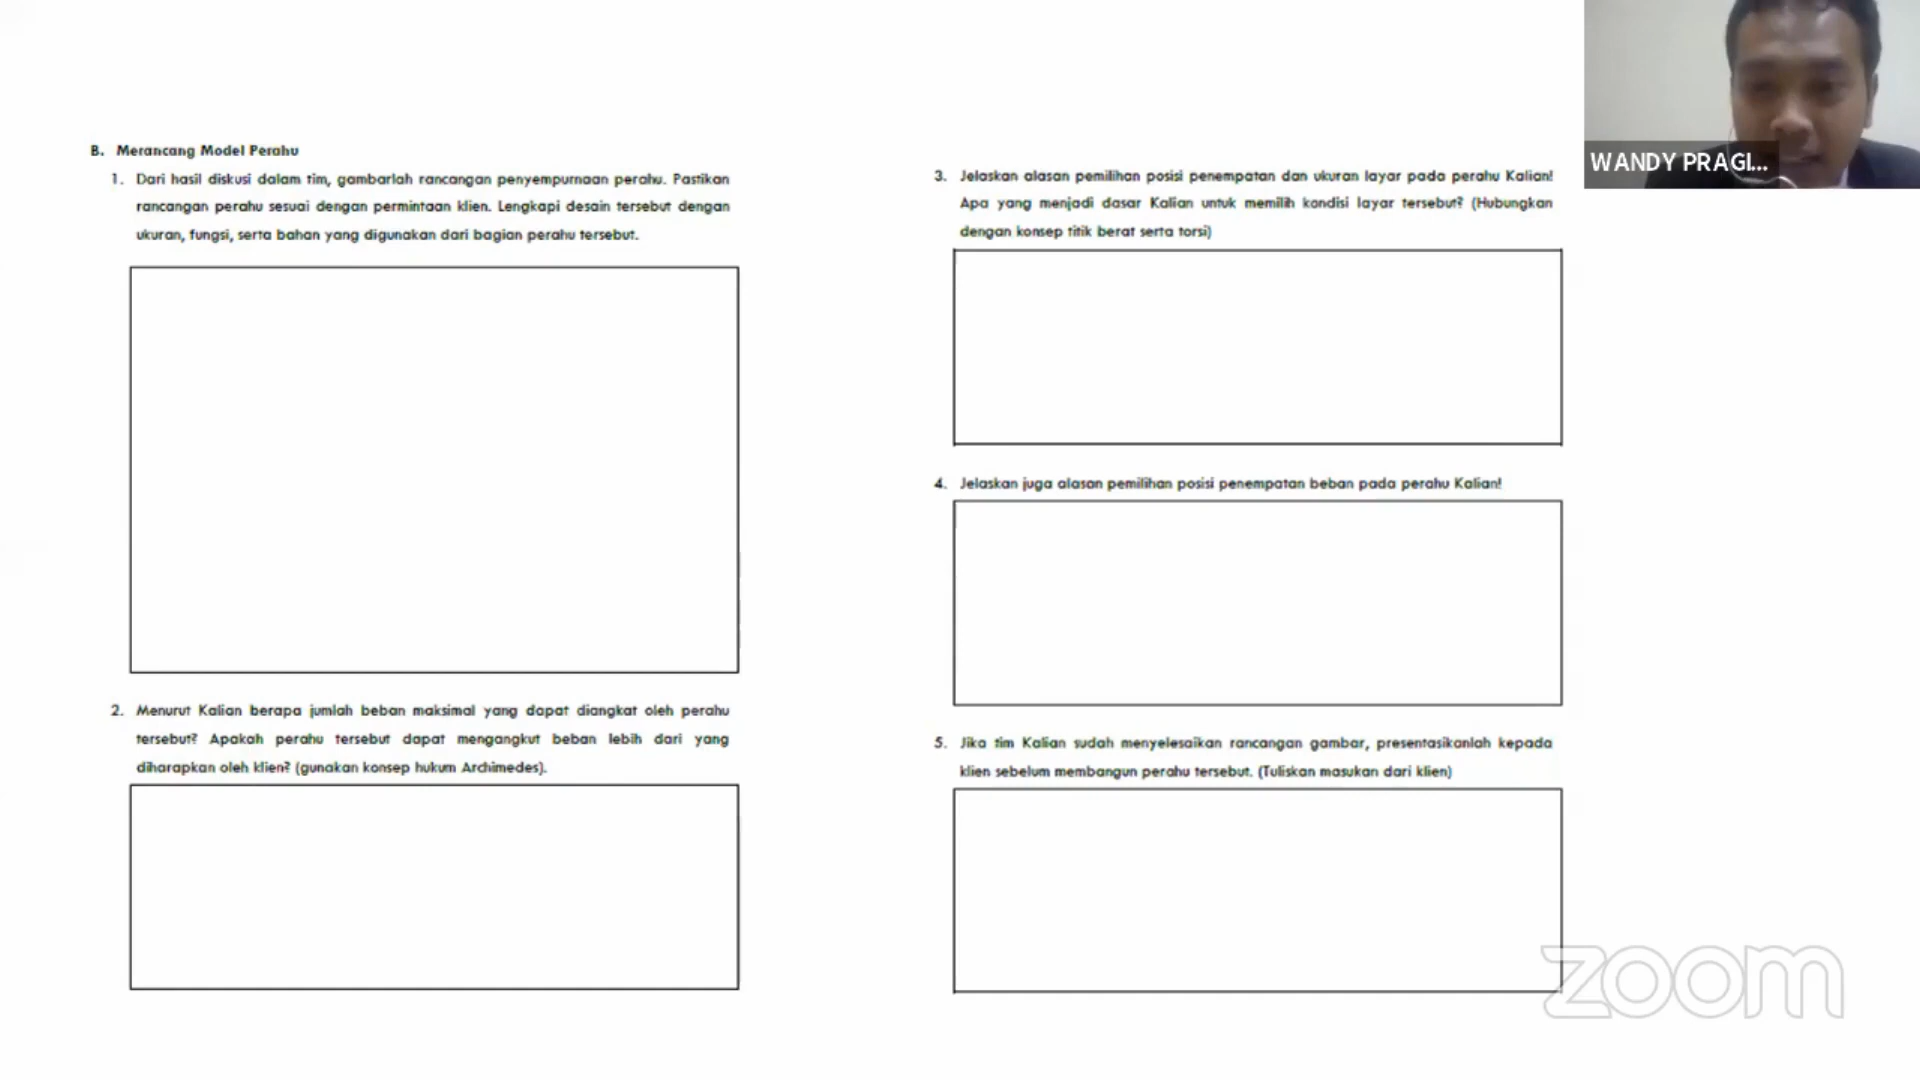 B. Merancang Model Perahu
1. Dari hasil diskusi dalam tim, gambarlah rancangan penyempurnaan perahu. Pastikan
rancangan perahu sesuai dengan permintaan klien. Lengkapi desain tersebut dengan
ukuran, fungsi, serta bahan yang digunakan dari bagian perahu tersebut.
2. Menurut Kalian berapa jumlah beban maksimal yang dapat diangkat oleh perahu
tersebut? Apakah perahu tersebut dapat mengangkut beban lebih dari yang
diharapkan oleh klien? (gunakan konsep hukum Archimedes).
3. Jelaskan alasan pemilihan posisi penempatan dan ukuran layar pada perahu Kalian!
Apa yang menjadi dasar Kalian untuk memilih kondisi layar tersebut? (Hubungkan
dengan konsep titik berat serta torsi)
4. Jelaskan juga alasan pemilihan posisi penempatan beban pada perahu Kalian!
5. Jika tim Kalian sudah menyelesaikan rancangan gambar, presentasikanlah kepada
klien sebelum membangun perahu tersebut. (Tuliskan masukan dari klien)
WANDY PRAGI...
zoom